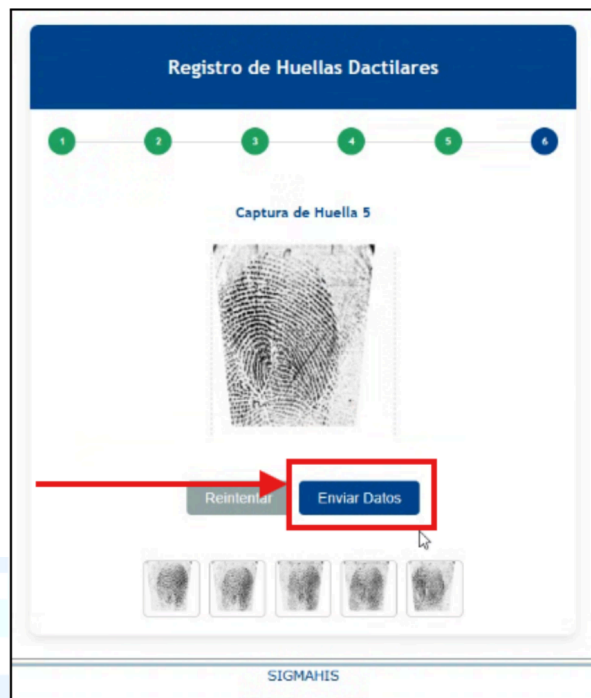 Registro de Huellas Dactilares
1 2 3 4 5 6
Captura de Huella 5
Reintentar Enviar Datos
SIGMAHIS